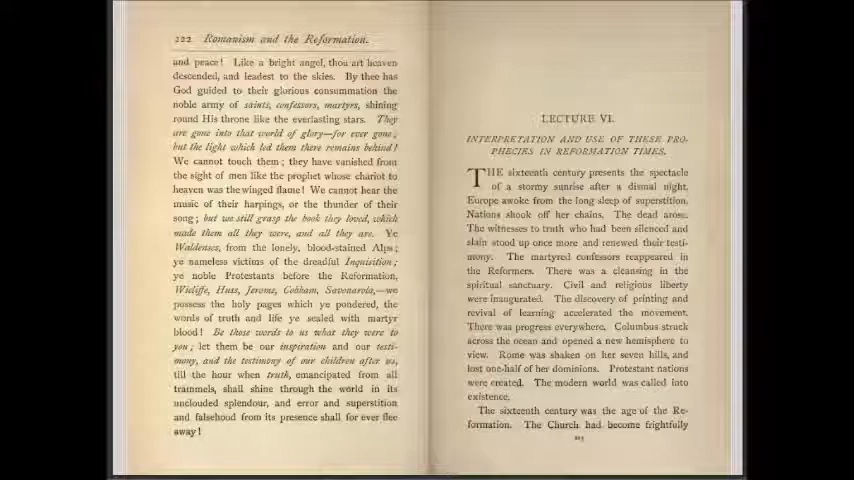 222 Romanism and the Reformation.
and peace! Like a bright angel, thou art heaven
descended, and leadest to the skies. By thee has
God guided to their glorious consummation the
noble army of saints, confessors, martyrs, shining
round His throne like the everlasting stars. They
are gone into that world of glory—for ever gone;
but the light which led them there remains behind!
We cannot touch them; they have vanished from
the sight of men like the prophet whose chariot to
heaven was the winged flame! We cannot hear the
music of their harpings, or the thunder of their
song; but we still grasp the book they loved, which
made them all they were, and all they are. Ye
Waldenses, from the lonely, blood-stained Alps;
ye nameless victims of the dreadful Inquisition;
ye noble Protestants before the Reformation,
Wicliffe, Huss, Jerome, Cobham, Savonarola,—we
possess the holy pages which ye pondered, the
words of truth and life ye sealed with martyr
blood! Be those words to us what they were to
you; let them be our inspiration and our testi-
mony, and the testimony of our children after us,
till the hour when truth, emancipated from all
trammels, shall shine through the world in its
unclouded splendour, and error and superstition
and falsehood from its presence shall for ever flee
away!
LECTURE VI.
INTERPRETATION AND USE OF THESE PRO-
PHECIES IN REFORMATION TIMES.
THE sixteenth century presents the spectacle
of a stormy sunrise after a dismal night.
Europe awoke from the long sleep of superstition.
Nations shook off her chains. The dead arose.
The witnesses to truth who had been silenced and
slain stood up once more and renewed their testi-
mony. The martyred confessors reappeared in
the Reformers. There was a cleansing in the
spiritual sanctuary. Civil and religious liberty
were inaugurated. The discovery of printing and
revival of learning accelerated the movement.
There was progress everywhere. Columbus struck
across the ocean and opened a new hemisphere to
view. Rome was shaken on her seven hills, and
lost one-half of her dominions. Protestant nations
were created. The modern world was called into
existence.
The sixteenth century was the age of the Re-
formation. The Church had become frightfully
223